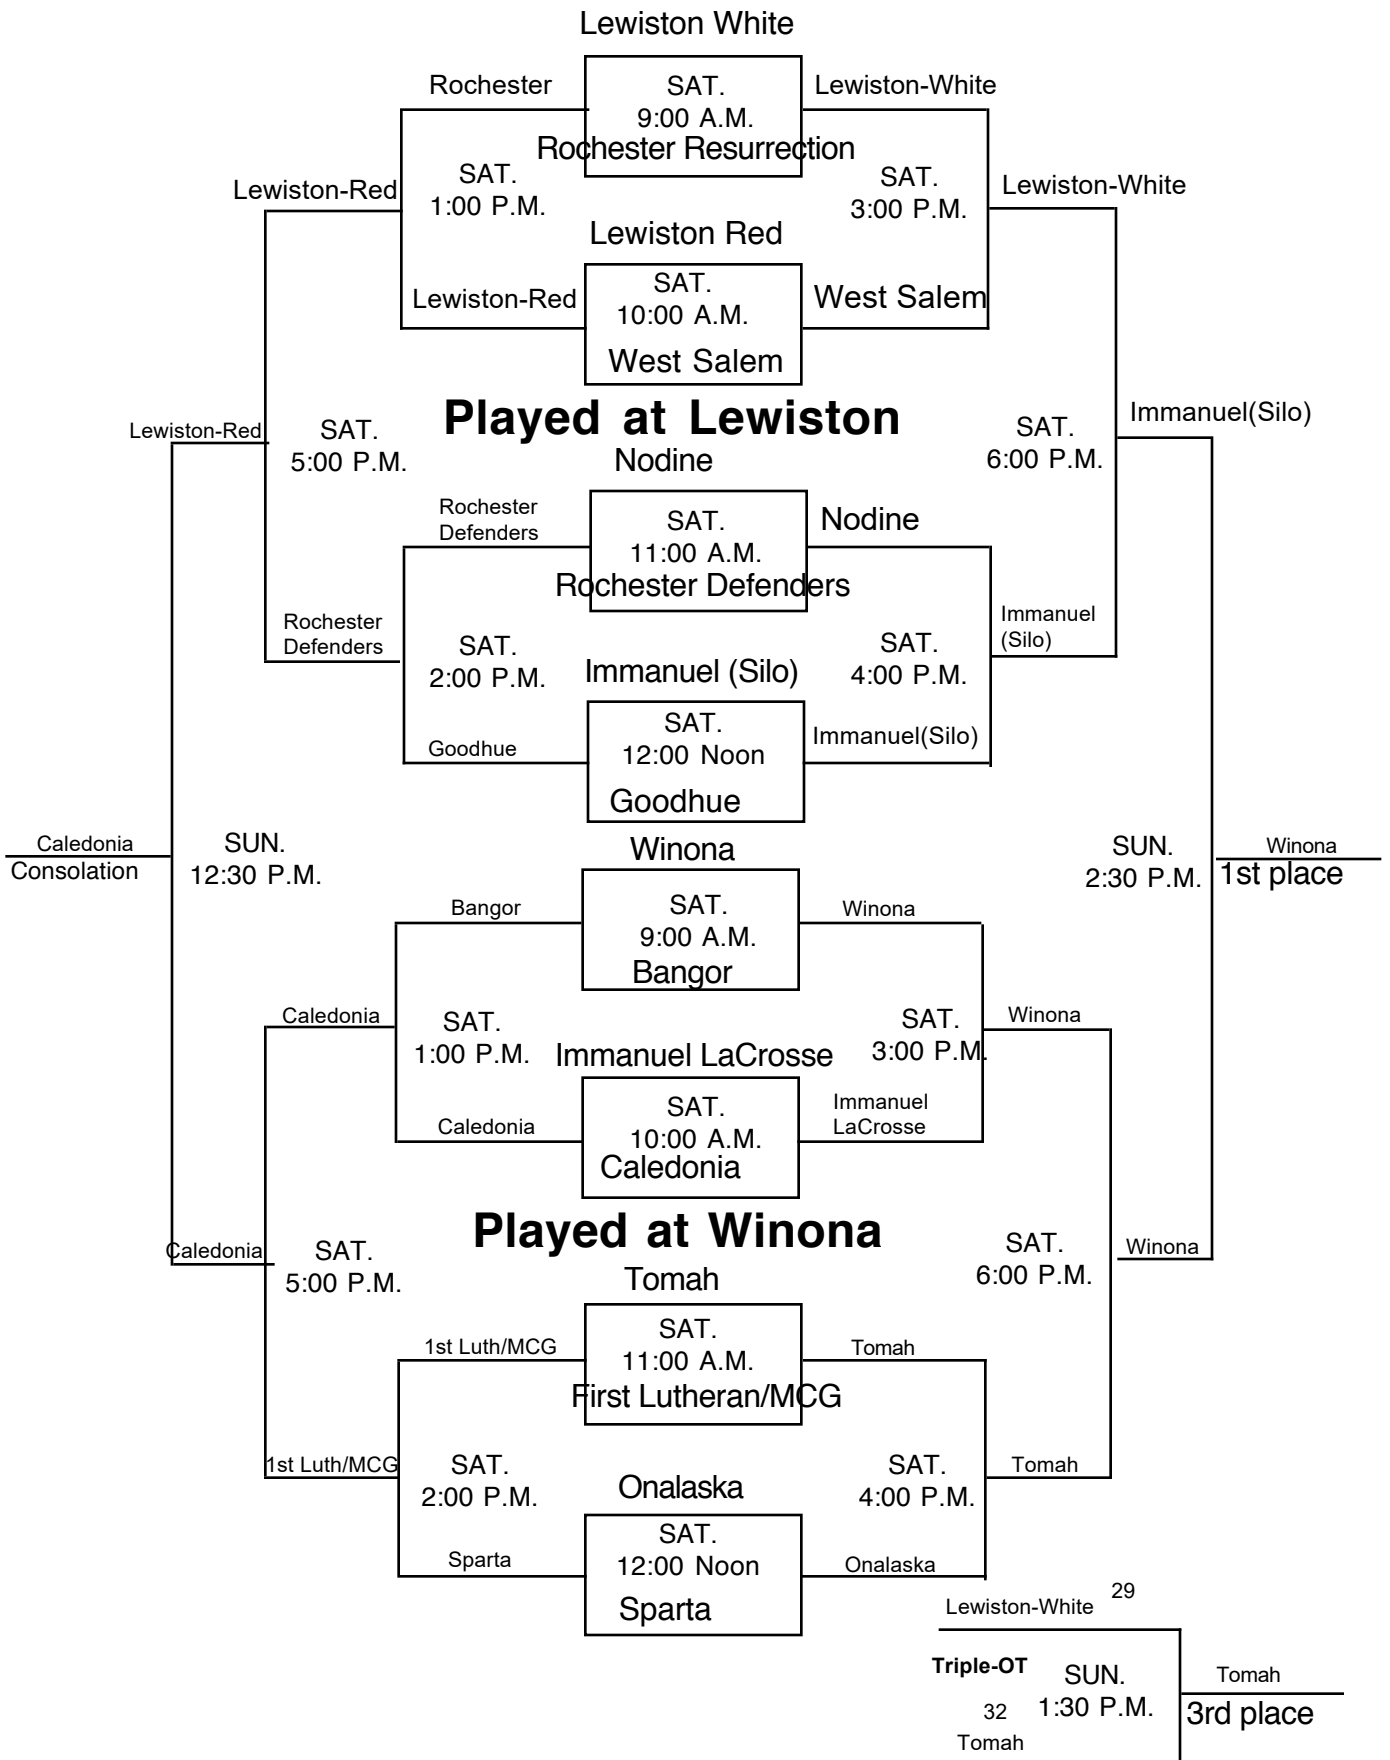 Lewiston White
Rochester
SAT.
9:00 A.M.
Rochester Resurrection
Lewiston-White
Lewiston-Red
SAT.
1:00 P.M.
SAT.
3:00 P.M.
Lewiston-White
Lewiston Red
Lewiston-Red
SAT.
10:00 A.M.
West Salem
West Salem
Played at Lewiston
Lewiston-Red
SAT.
5:00 P.M.
SAT.
6:00 P.M.
Immanuel(Silo)
Nodine
Rochester
Defenders
SAT.
11:00 A.M.
Rochester Defenders
Nodine
Rochester
Defenders
SAT.
2:00 P.M.
SAT.
4:00 P.M.
Immanuel
(Silo)
Immanuel (Silo)
Goodhue
SAT.
12:00 Noon
Goodhue
Immanuel(Silo)
Caledonia
Consolation
SUN.
12:30 P.M.
SUN.
2:30 P.M.
Winona
1st place
Winona
Bangor
SAT.
9:00 A.M.
Bangor
Winona
Caledonia
SAT.
1:00 P.M.
SAT.
3:00 P.M.
Winona
Immanuel LaCrosse
Caledonia
SAT.
10:00 A.M.
Caledonia
Immanuel
LaCrosse
Played at Winona
Caledonia
SAT.
5:00 P.M.
SAT.
6:00 P.M.
Winona
Tomah
1st Luth/MCG
SAT.
11:00 A.M.
First Lutheran/MCG
Tomah
1st Luth/MCG
SAT.
2:00 P.M.
SAT.
4:00 P.M.
Tomah
Onalaska
Sparta
SAT.
12:00 Noon
Sparta
Onalaska
Lewiston-White 29
Triple-OT
SUN.
1:30 P.M.
32
Tomah
Tomah
3rd place